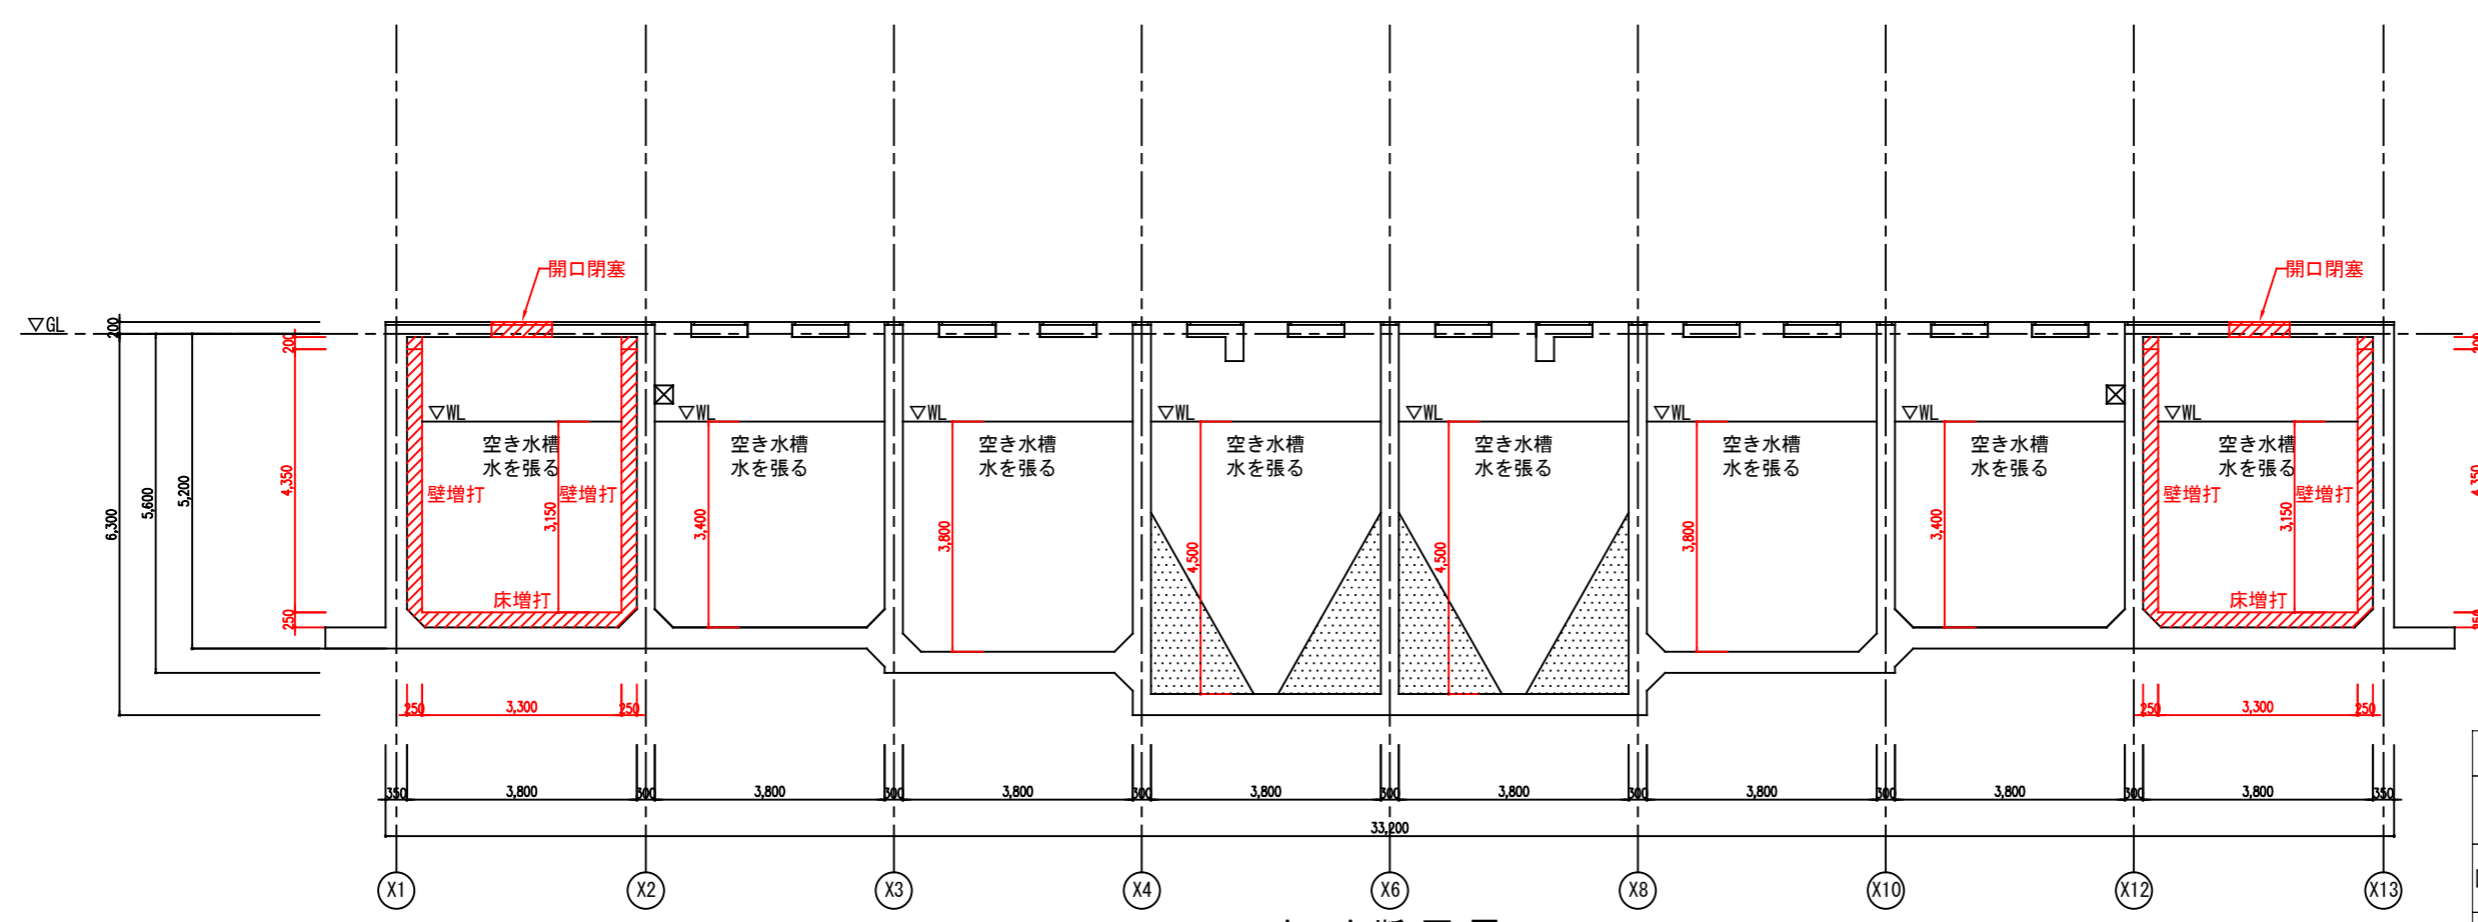 開口閉塞
開口閉塞
▽GL
200
200
▽WL
▽WL
▽WL
▽WL
▽WL
▽WL
▽WL
▽WL
空き水槽
水を張る
空き水槽
水を張る
空き水槽
水を張る
空き水槽
水を張る
空き水槽
水を張る
空き水槽
水を張る
空き水槽
水を張る
空き水槽
水を張る
壁増打
壁増打
壁増打
壁増打
6,300
5,600
5,200
4,350
250
3,150
3,400
3,800
4,500
4,500
3,800
3,400
3,150
4,350
床増打
床増打
250
3,300
250
250
3,300
250
350
3,800
300
3,800
300
3,800
300
3,800
300
3,800
300
3,800
300
3,800
300
3,800
350
33,200
X1
X2
X3
X4
X6
X8
X10
X12
X13